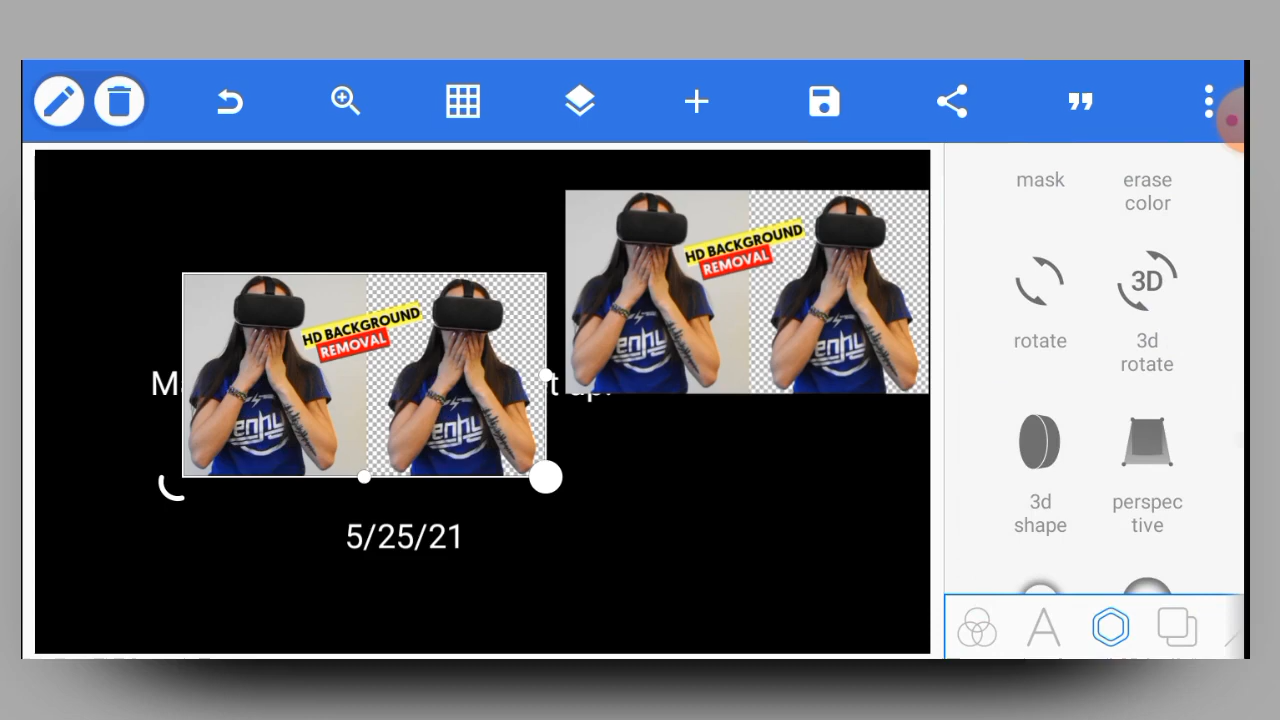 mask
erase
color
HD BACKGROUND
REMOVAL
HD BACKGROUND
REMOVAL
3D
rotate
3d
rotate
5/25/21
3d
shape
perspec
tive